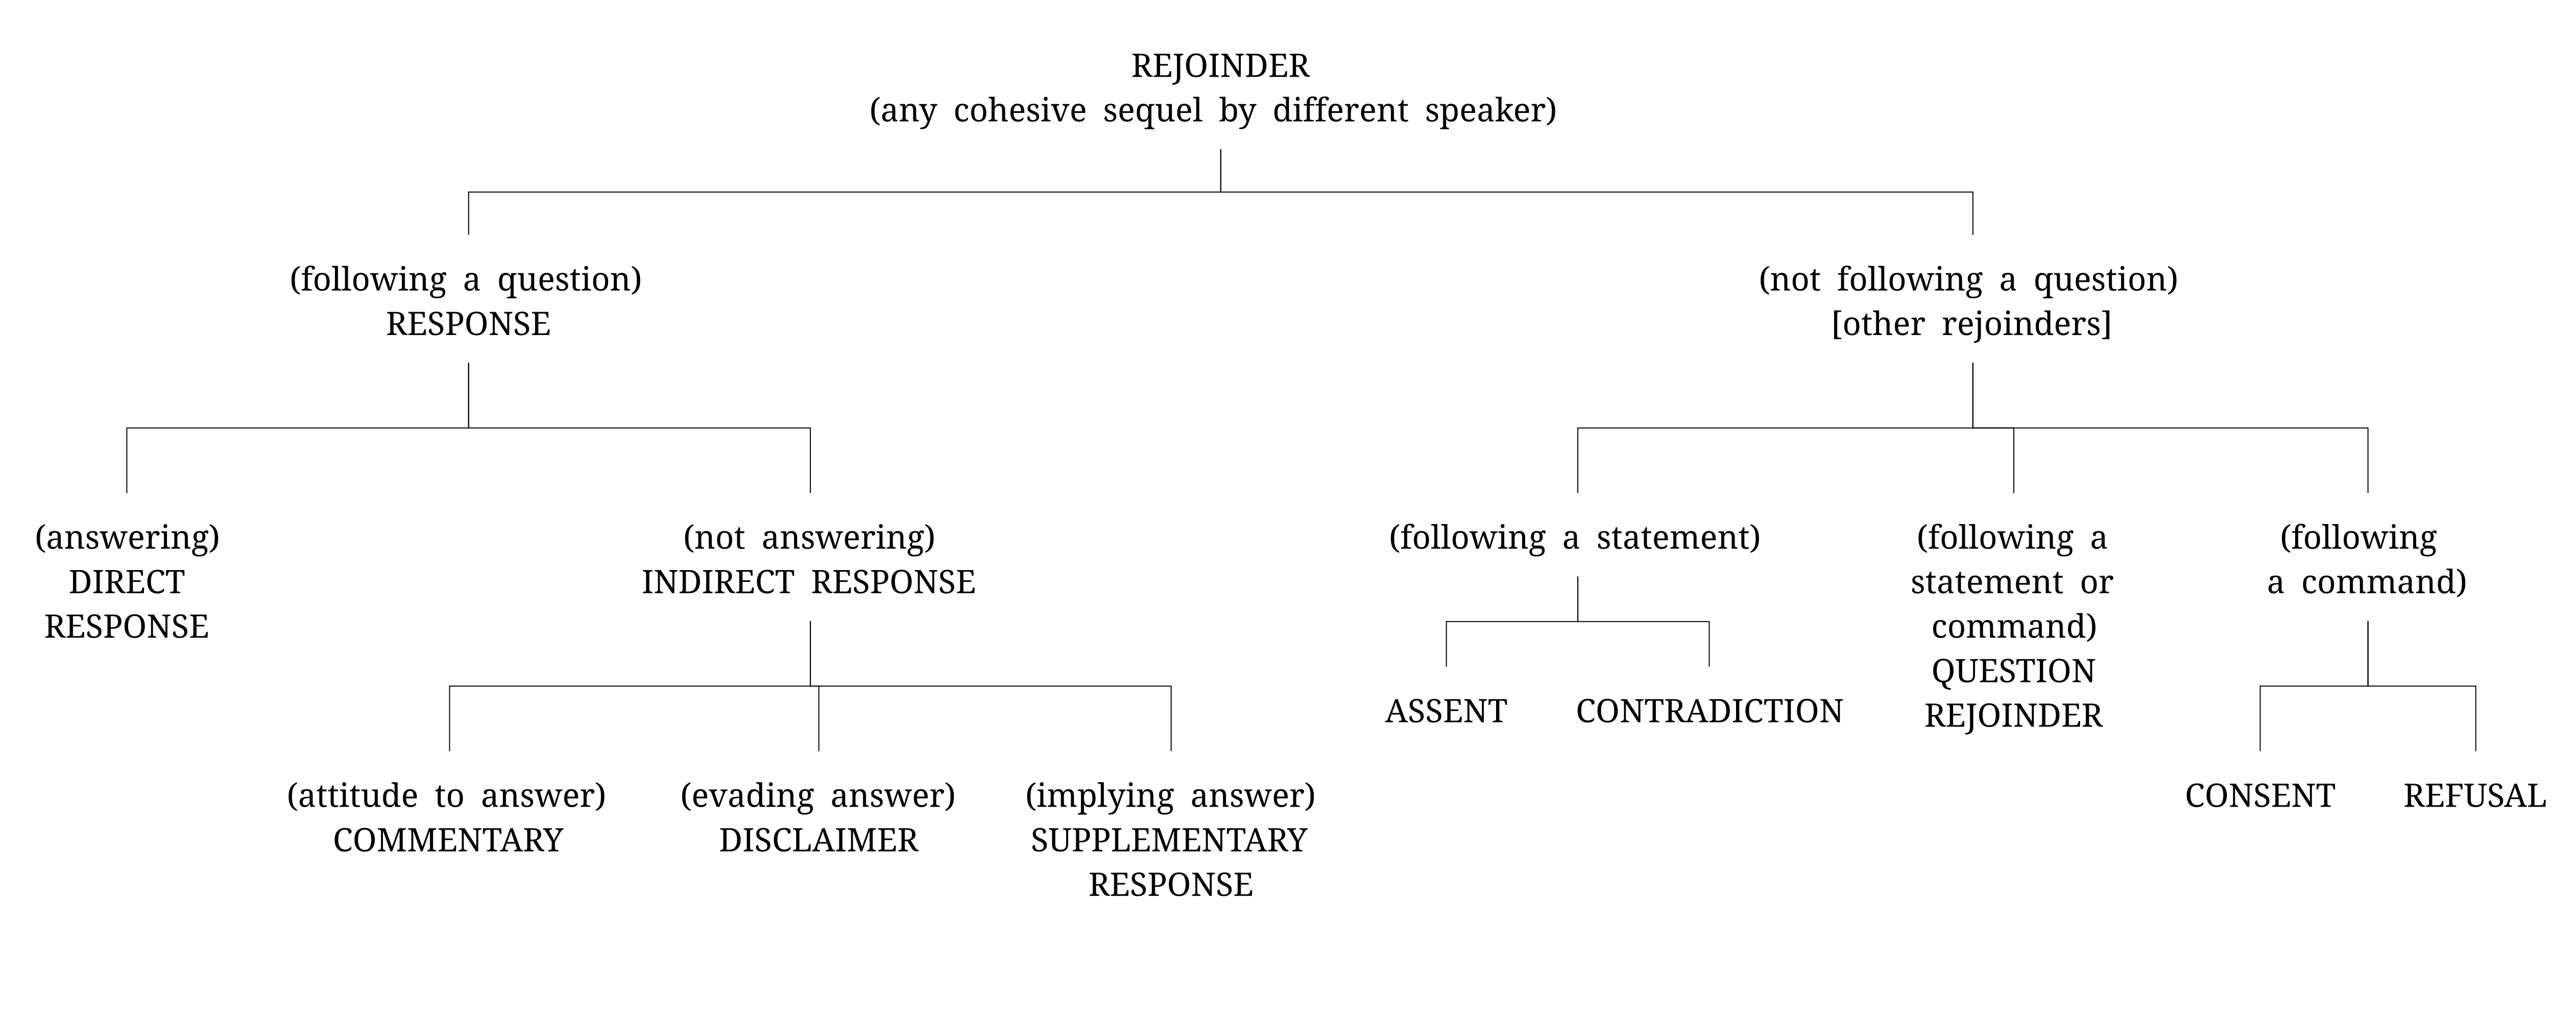 REJOINDER
(any cohesive sequel by different speaker)
(following a question)
RESPONSE
(not following a question)
[other rejoinders]
(answering)
DIRECT
RESPONSE
(not answering)
INDIRECT RESPONSE
(following a statement)
(following a
statement or
command)
QUESTION
REJOINDER
(following
a command)
ASSENT
CONTRADICTION
(attitude to answer)
COMMENTARY
(evading answer)
DISCLAIMER
(implying answer)
SUPPLEMENTARY
RESPONSE
CONSENT
REFUSAL